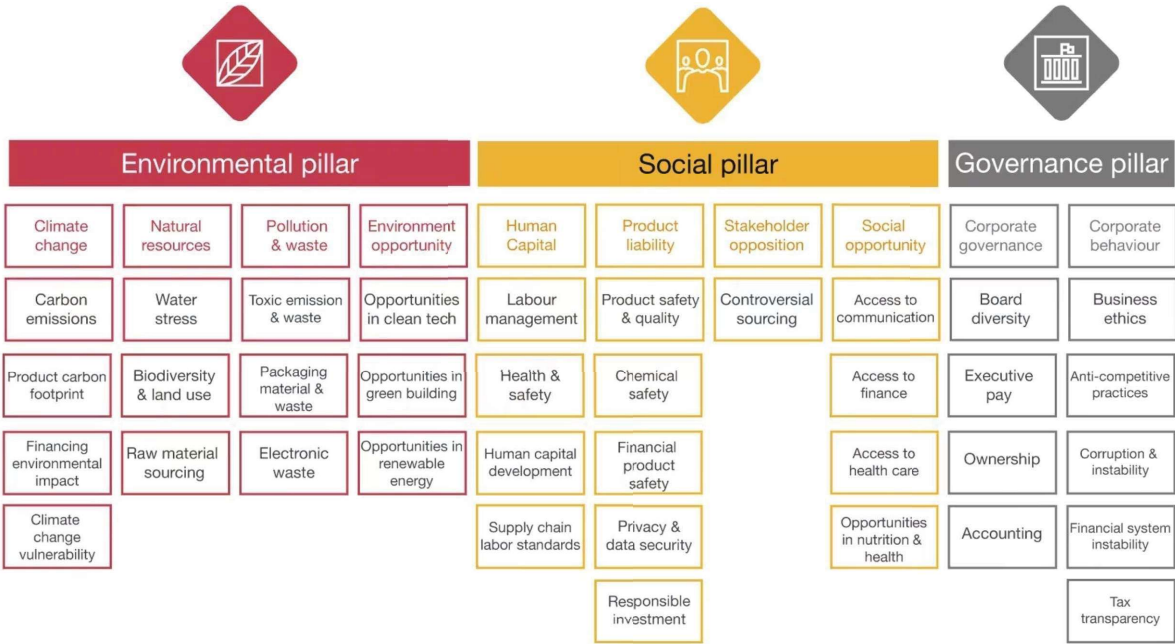 Environmental pillar
Social pillar
Governance pillar
Climate
change
Natural
resources
Pollution
& waste
Environment
opportunity
Human
Capital
Product
liability
Stakeholder
opposition
Social
opportunity
Corporate
governance
Corporate
behaviour
Carbon
emissions
Water
stress
Toxic emission
& waste
Opportunities
in clean tech
Labour
management
Product safety
& quality
Controversial
sourcing
Access to
communication
Board
diversity
Business
ethics
Product carbon
footprint
Biodiversity
& land use
Packaging
material &
waste
Opportunities in
green building
Health &
safety
Chemical
safety
Access to
finance
Executive
pay
Anti-competitive
practices
Financing
environmental
impact
Raw material
sourcing
Electronic
waste
Opportunities in
renewable
energy
Human capital
development
Financial
product
safety
Access to
health care
Ownership
Corruption &
instability
Climate
change
vulnerability
Supply chain
labor standards
Privacy &
data security
Opportunities
in nutrition &
health
Accounting
Financial system
instability
Responsible
investment
Tax
transparency